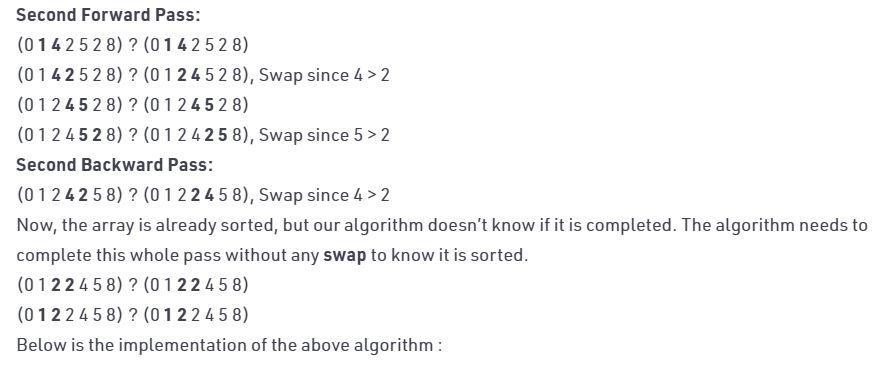 Second Forward Pass:
(0 1 4 2 5 2 8) ? (0 1 4 2 5 2 8)
(0 1 4 2 5 2 8) ? (0 1 2 4 5 2 8), Swap since 4 > 2
(0 1 2 4 5 2 8) ? (0 1 2 4 5 2 8)
(0 1 2 4 5 2 8) ? (0 1 2 4 2 5 8), Swap since 5 > 2
Second Backward Pass:
(0 1 2 4 2 5 8) ? (0 1 2 2 4 5 8), Swap since 4 > 2
Now, the array is already sorted, but our algorithm doesn’t know if it is completed. The algorithm needs to
complete this whole pass without any swap to know it is sorted.
(0 1 2 2 4 5 8) ? (0 1 2 2 4 5 8)
(0 1 2 2 4 5 8) ? (0 1 2 2 4 5 8)
Below is the implementation of the above algorithm :